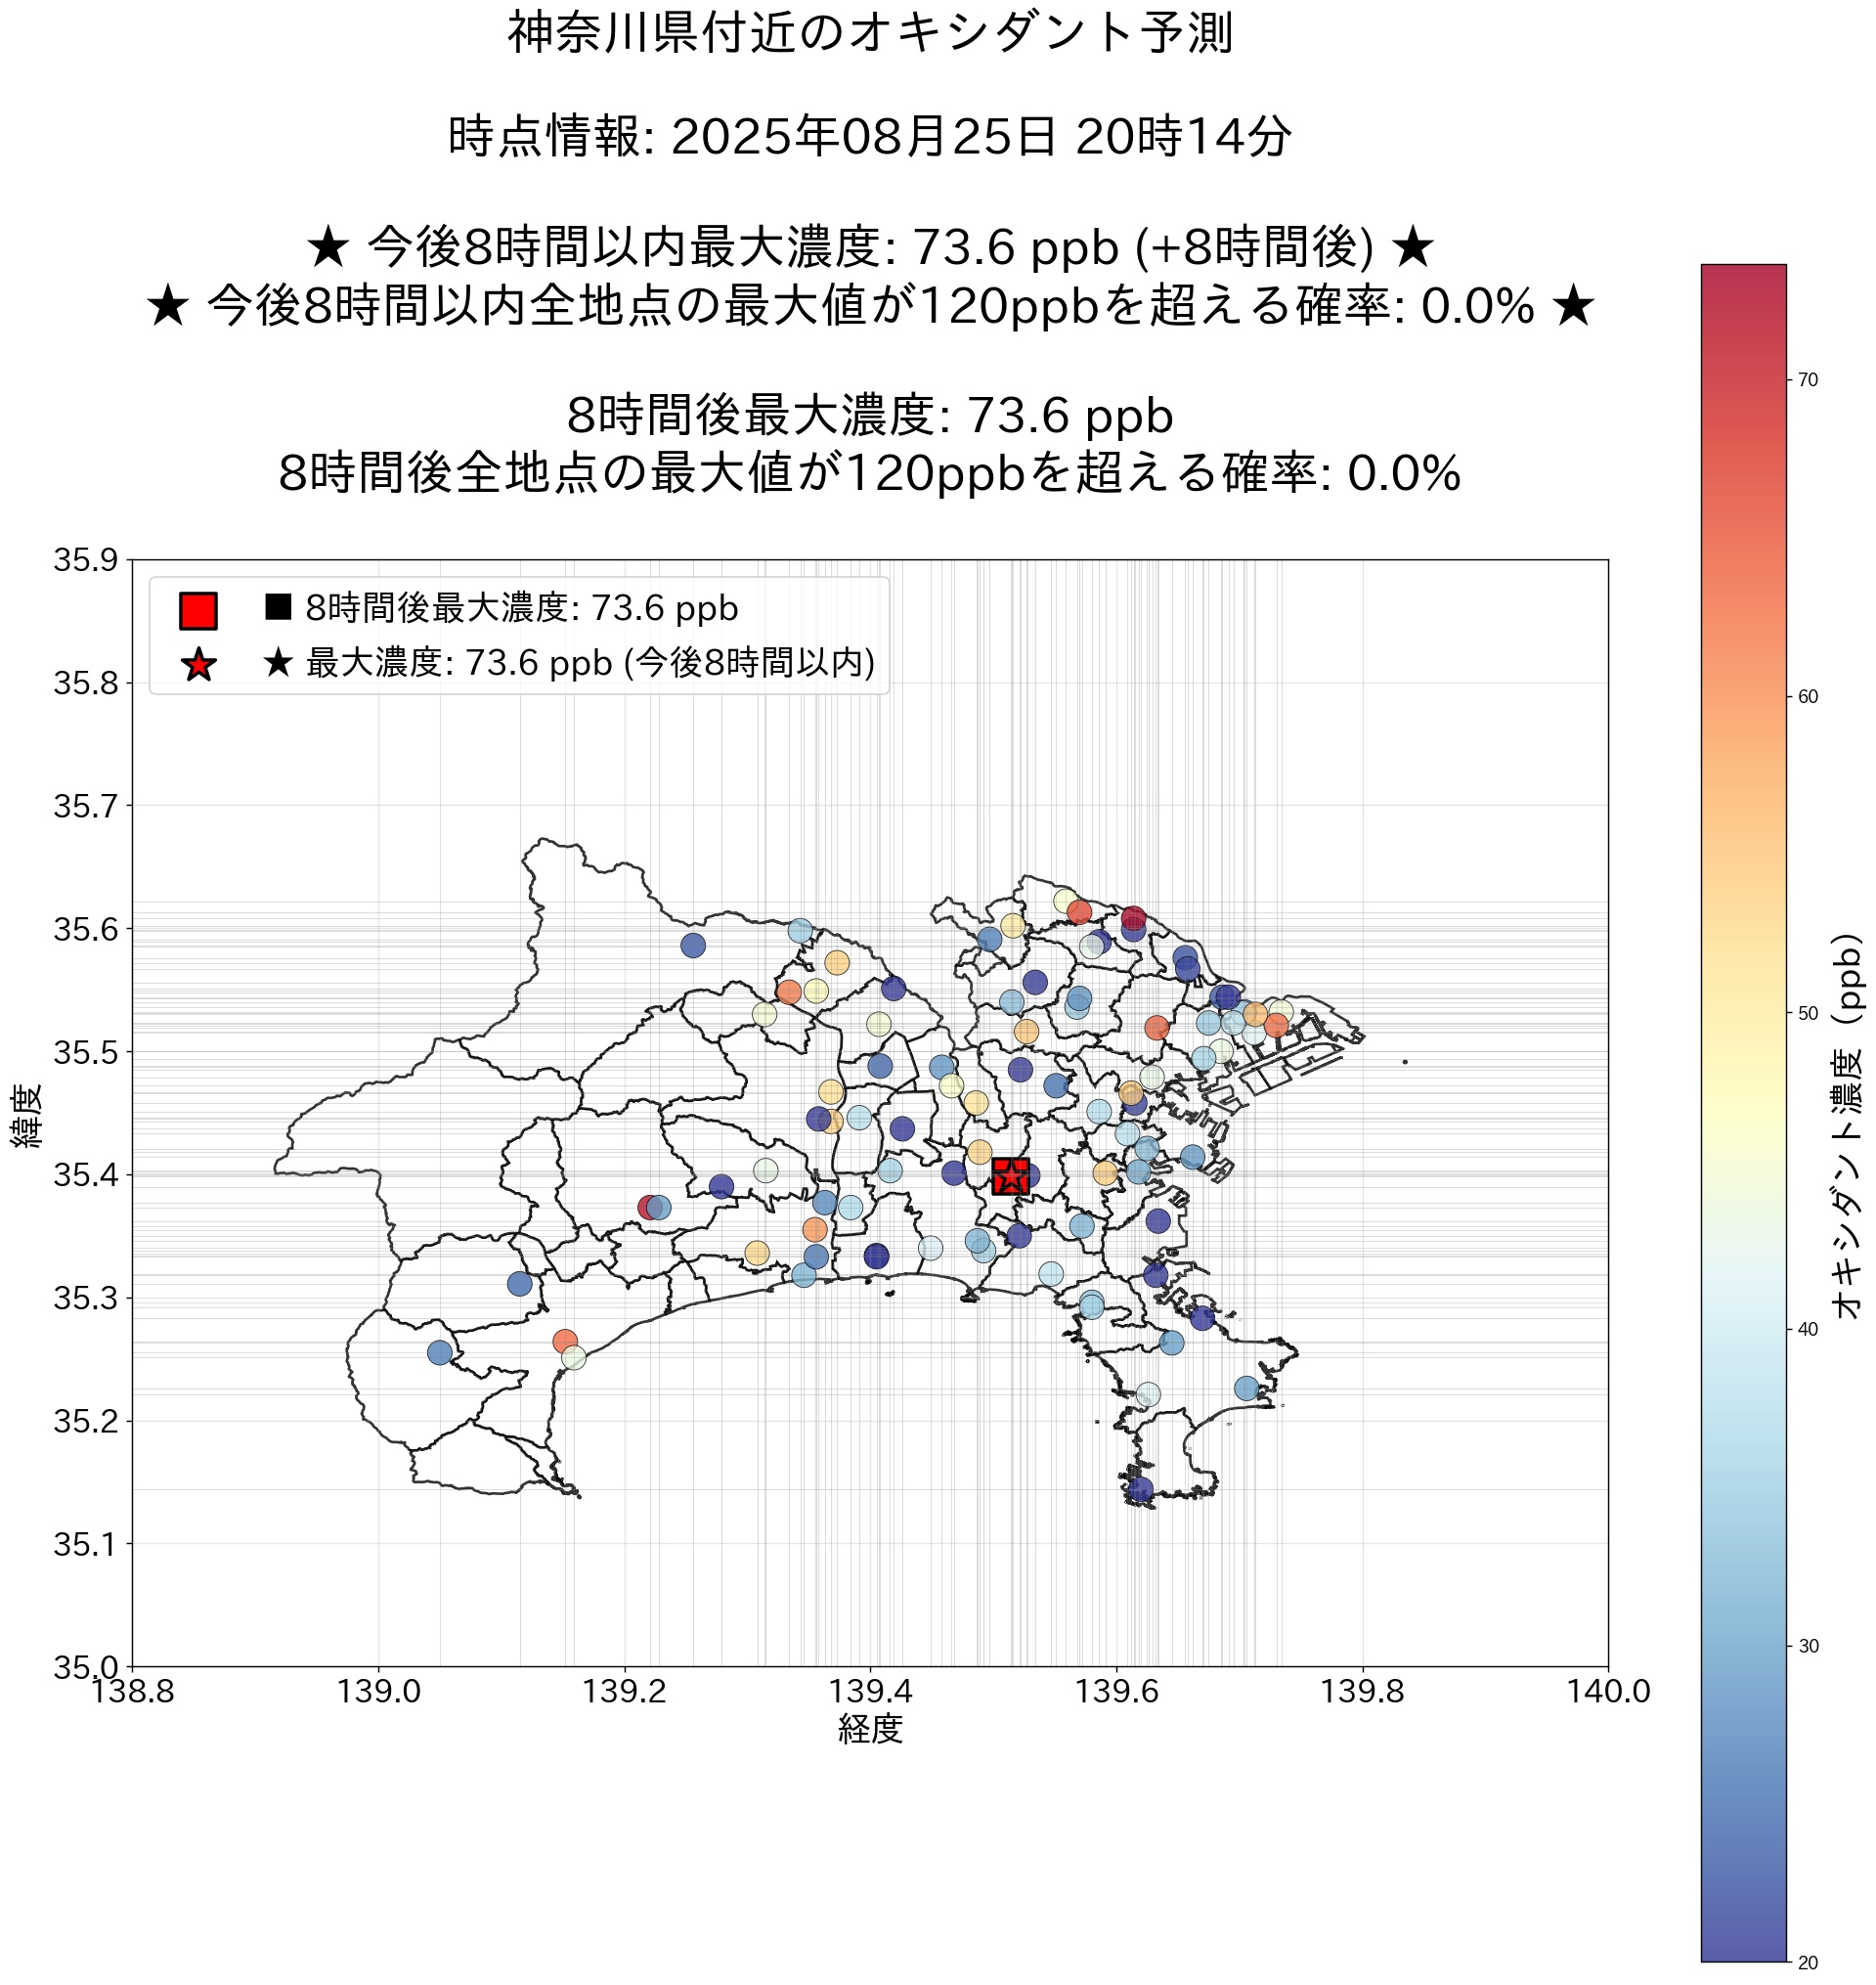 神奈川県付近のオキシダント予測
時点情報: 2025年08月25日 20時14分
★ 今後8時間以内最大濃度: 73.6 ppb (+8時間後) ★
★ 今後8時間以内全地点の最大値が120ppbを超える確率: 0.0% ★
8時間後最大濃度: 73.6 ppb
8時間後全地点の最大値が120ppbを超える確率: 0.0%
■ 8時間後最大濃度: 73.6 ppb
★ 最大濃度: 73.6 ppb (今後8時間以内)
緯度
35.9
35.8
35.7
35.6
35.5
35.4
35.3
35.2
35.1
35.0
138.8 139.0 139.2 139.4 139.6 139.8 140.0
経度
70
60
50
40
30
20
オキシダント濃度 (ppb)